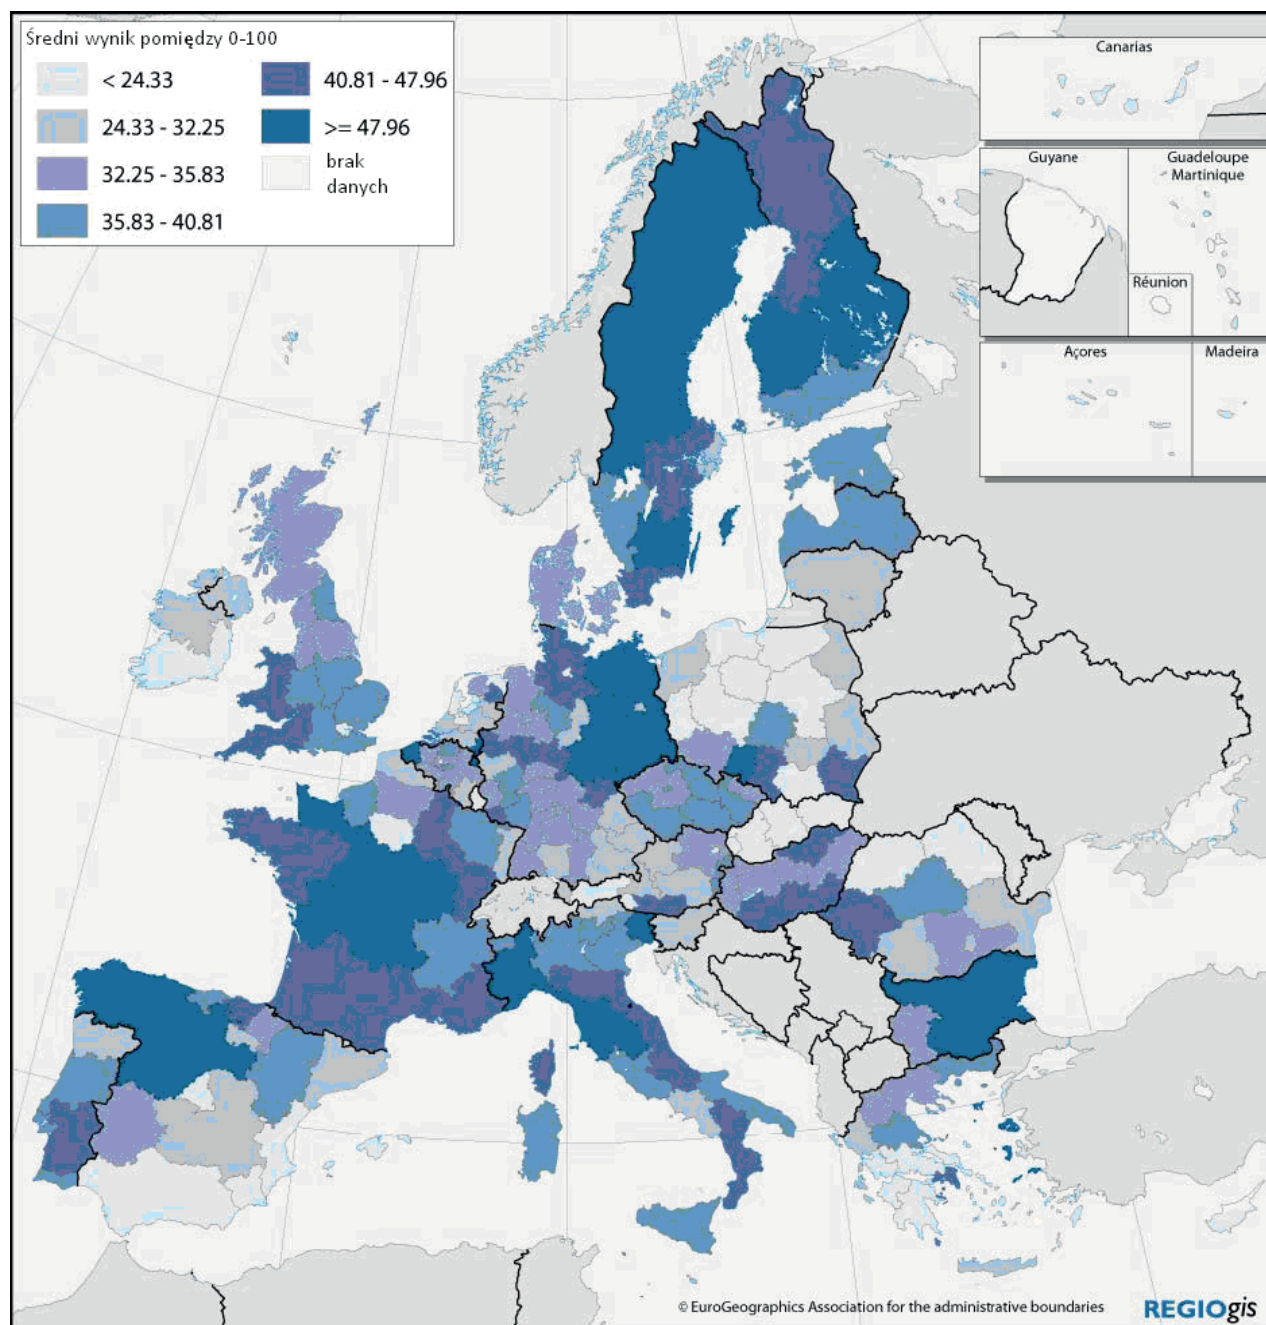 Średni wynik pomiędzy 0-100
< 24.33
24.33 - 32.25
32.25 - 35.83
35.83 - 40.81
40.81 - 47.96
>= 47.96
brak
danych
Canarias
Guyane
Guadeloupe
Martinique
Réunion
Açores
Madeira
© EuroGeographics Association for the administrative boundaries
REGIOgis